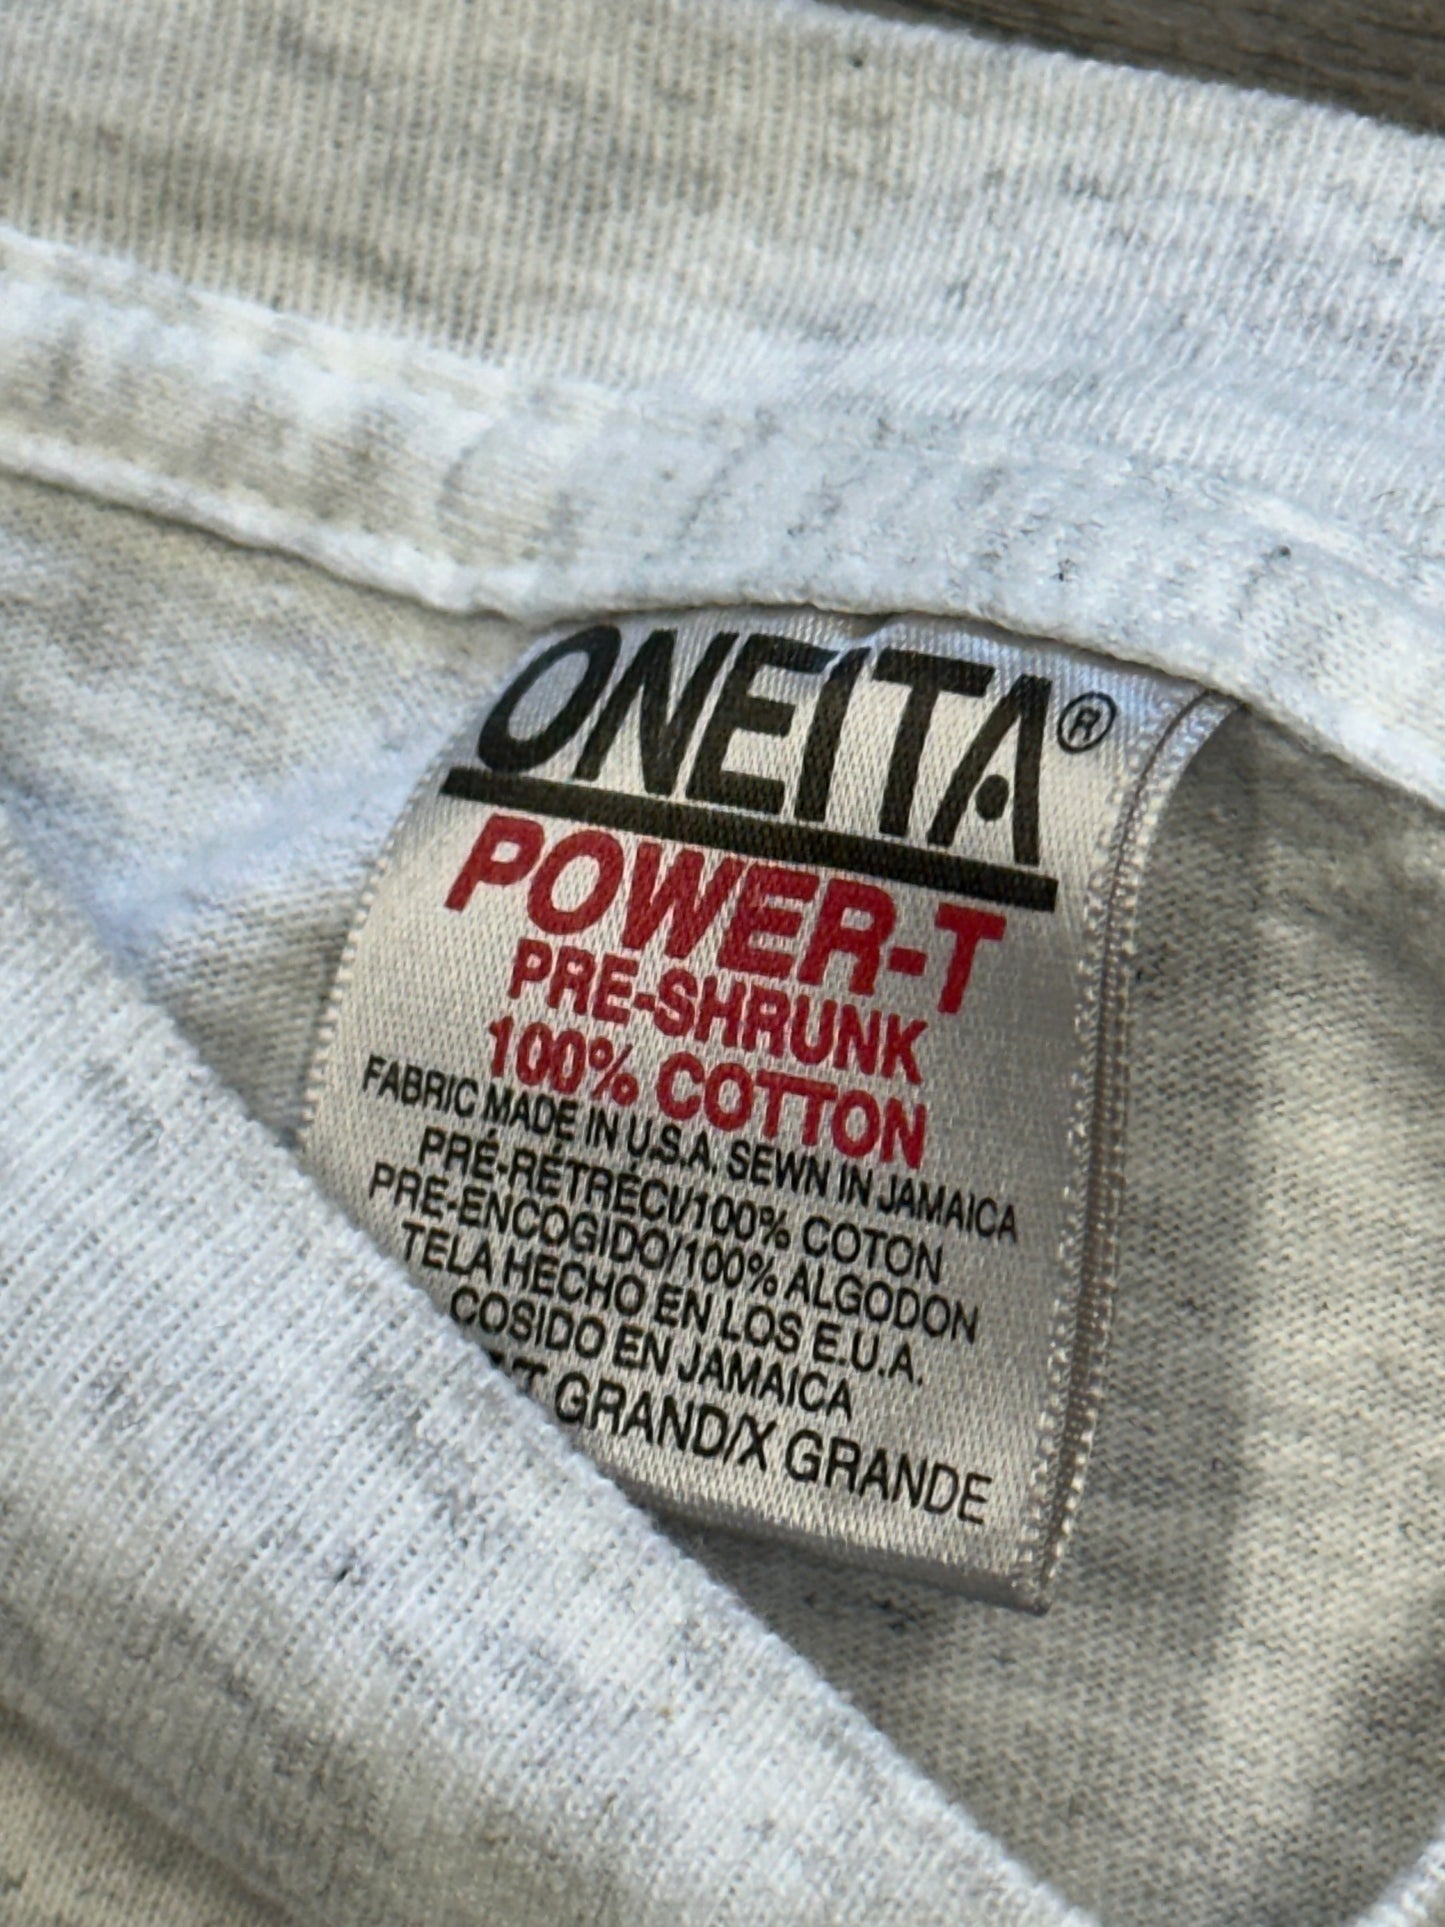 ONEITA®
POWER-T
PRE-SHRUNK
100% COTTON
FABRIC MADE IN U.S.A. SEWN IN JAMAICA
PRÉ-RÉTRÉCI/100% COTON
PRE-ENCOGIDO/100% ALGODON
TELA HECHO EN LOS E.U.A.
COSIDO EN JAMAICA
GRAND/X GRANDE